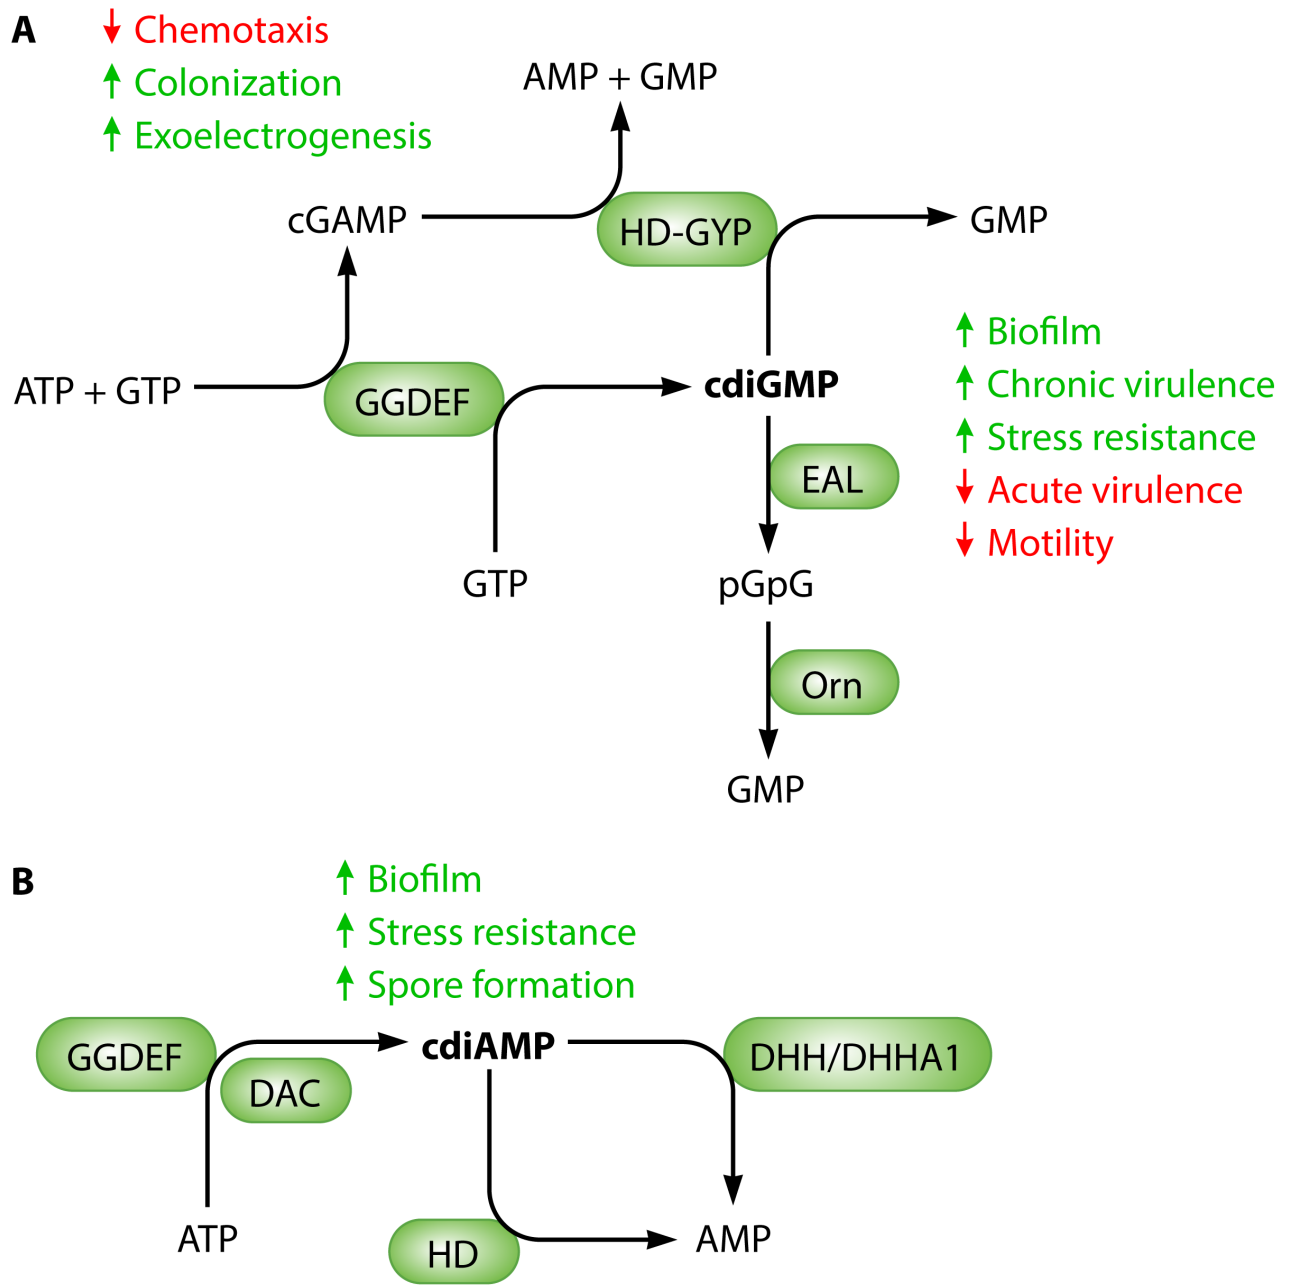 A
Chemotaxis
Colonization
Exoelectrogenesis
AMP + GMP
cGAMP
HD-GYP
GMP
ATP + GTP
GGDEF
cdiGMP
Biofilm
Chronic virulence
Stress resistance
Acute virulence
Motility
EAL
GTP
pGpG
Orn
GMP
B
Biofilm
Stress resistance
Spore formation
GGDEF
DAC
cdiAMP
DHH/DHHA1
ATP
HD
AMP